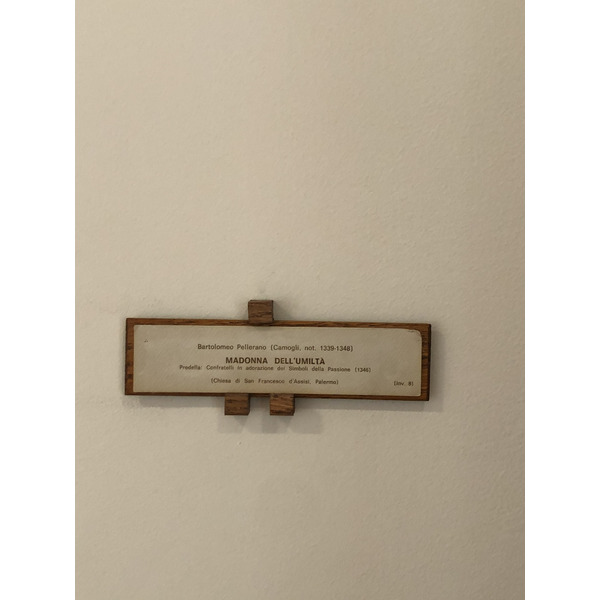 Bartolomeo Pellerano (Camogli, not. 1339-1348)
MADONNA DELL'UMILTA
Predella: Confratelli in adorazione dei Simboli della Passione (1346)
(Chiesa di San Francesco d'Assisi, Palermo)
(Inv. 8)